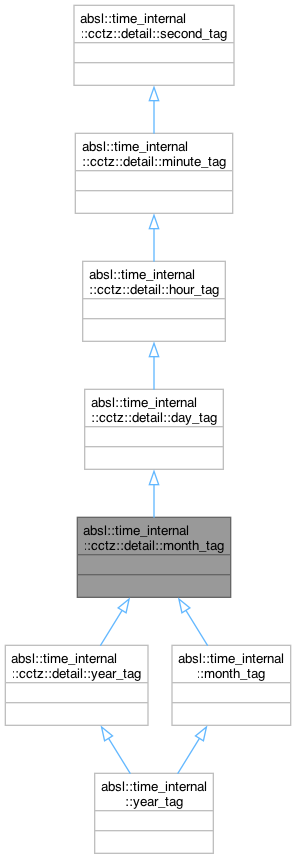 absl::time_internal
::cctz::detail::second_tag
absl::time_internal
::cctz::detail::minute_tag
absl::time_internal
::cctz::detail::hour_tag
absl::time_internal
::cctz::detail::day_tag
absl::time_internal
::cctz::detail::month_tag
absl::time_internal
::cctz::detail::year_tag
absl::time_internal
::month_tag
absl::time_internal
::year_tag